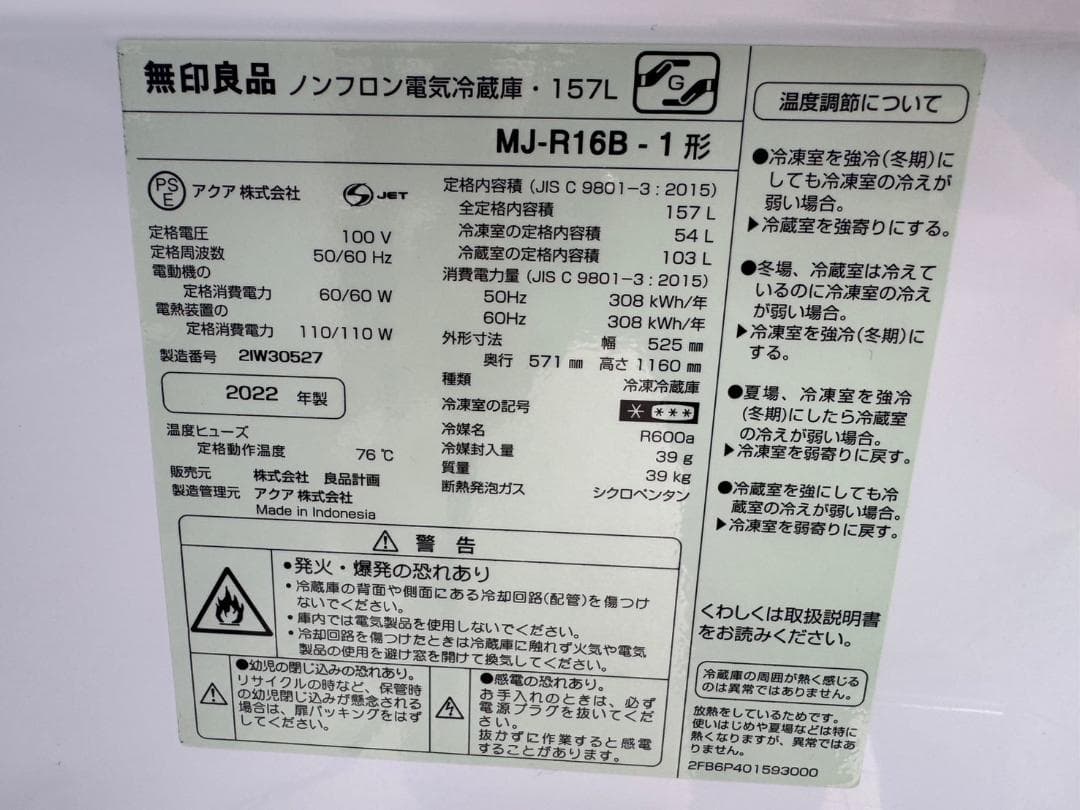 無印良品 ノンフロン電気冷蔵庫・157L G
MJ-R16B - 1 形
PS
E
アクア 株式会社 S JET
定格電圧 100 V
定格周波数 50/60 Hz
電動機の
定格消費電力 60/60 W
電熱装置の
定格消費電力 110/110 W
製造番号 2IW30527
2022 年製
温度ヒューズ
定格動作温度 76 ℃
販売元 株式会社 良品計画
製造管理元 アクア 株式会社
Made in Indonesia
定格内容積 (JIS C 9801-3 : 2015)
全定格内容積 157 L
冷凍室の定格内容積 54 L
冷蔵室の定格内容積 103 L
消費電力量 (JIS C 9801-3 : 2015)
50Hz 308 kWh/年
60Hz 308 kWh/年
外形寸法 幅 525 ㎜
奥行 571 ㎜ 高さ 1160 ㎜
種類 冷凍冷蔵庫
冷凍室の記号 * ***
冷媒名 R600a
冷媒封入量 39 g
質量 39 kg
断熱発泡ガス シクロペンタン
⚠ 警 告
●発火・爆発の恐れあり
・冷蔵庫の背面や側面にある冷却回路(配管)を傷つけ
ないでください。
・庫内では電気製品を使用しないでください。
・冷却回路を傷つけたときは冷蔵庫に触れず火気や電気
製品の使用を避け窓を開けて換気してください。
●幼児の閉じ込みの恐れあり。
リサイクルの時など、保管時
の幼児閉じ込みが懸念される
場合は、扉パッキングをはず
してください。
●感電の恐れあり。
お手入れのときは、必ず
電源プラグを抜いてくだ
さい。
抜かずに作業すると感電
することがあります。
温度調節について
●冷凍室を強冷(冬期)に
しても冷凍室の冷えが
弱い場合。
▶冷蔵室を強寄りにする。
●冬場、冷蔵室は冷えて
いるのに冷凍室の冷え
が弱い場合。
▶冷凍室を強冷(冬期)に
する。
●夏場、冷凍室を強冷
(冬期)にしたら冷蔵室
の冷えが弱い場合。
▶冷凍室を弱寄りに戻す。
●冷蔵室を強にしても冷
蔵室の冷えが弱い場合。
▶冷凍室を弱寄りに戻す。
くわしくは取扱説明書
をお読みください。
冷蔵庫の周囲が熱く感じる
のは異常ではありません。
放熱をしているためです。
使いはじめや夏場などは特に
熱くなりますが、異常ではあ
りません。
2FB6P401593000